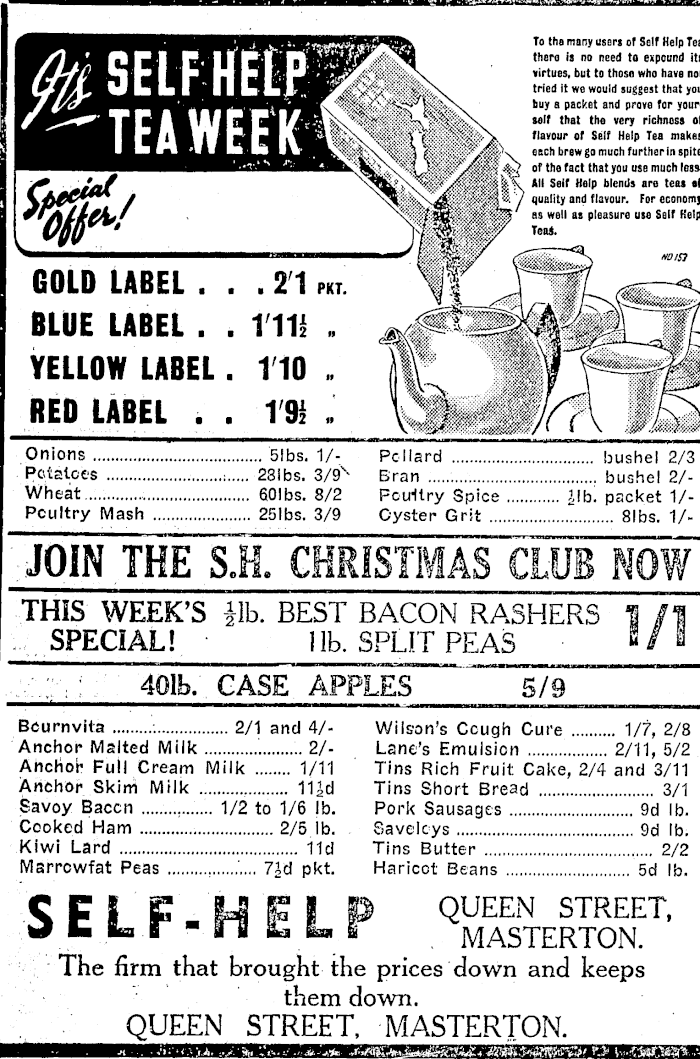 It's SELF HELP
TEA WEEK
Special
Offer!
To the many users of Self Help Tea
there is no need to expound its
virtues, but to those who have not
tried it we would suggest that you
buy a packet and prove for your-
self that the very richness of
flavour of Self Help Tea makes
each brew go much further in spite
of the fact that you use much less.
All Self Help blends are teas of
quality and flavour. For economy
as well as pleasure use Self Help
Teas.
NO 153
GOLD LABEL . . . 2'1 PKT.
BLUE LABEL . . 1'11½ "
YELLOW LABEL . 1'10 "
RED LABEL . . 1'9½ "
Onions ...................................... 5lbs. 1/-
Potatoes ................................ 28lbs. 3/9
Wheat ..................................... 60lbs. 8/2
Poultry Mash ........................ 25lbs. 3/9
Pollard ................................ bushel 2/3
Bran ..................................... bushel 2/-
Poultry Spice ............ ½lb. packet 1/-
Oyster Grit ............................ 8lbs. 1/-
JOIN THE S.H. CHRISTMAS CLUB NOW
THIS WEEK'S ½lb. BEST BACON RASHERS 1/1
SPECIAL! 1lb. SPLIT PEAS
40lb. CASE APPLES 5/9
Bournvita .......................... 2/1 and 4/-
Anchor Malted Milk ...................... 2/-
Anchor Full Cream Milk ........ 1/11
Anchor Skim Milk .................... 11½d
Savoy Bacon ................ 1/2 to 1/6 lb.
Cooked Ham .............................. 2/5 lb.
Kiwi Lard .......................................... 11d
Marrowfat Peas .................... 7½d pkt.
Wilson's Cough Cure .......... 1/7, 2/8
Lane's Emulsion .................. 2/11, 5/2
Tins Rich Fruit Cake, 2/4 and 3/11
Tins Short Bread ............................ 3/1
Pork Sausages .............................. 9d lb.
Saveloys ........................................ 9d lb.
Tins Butter ...................................... 2/2
Haricot Beans ............................ 5d lb.
SELF-HELP QUEEN STREET,
MASTERTON.
The firm that brought the prices down and keeps
them down.
QUEEN STREET, MASTERTON.